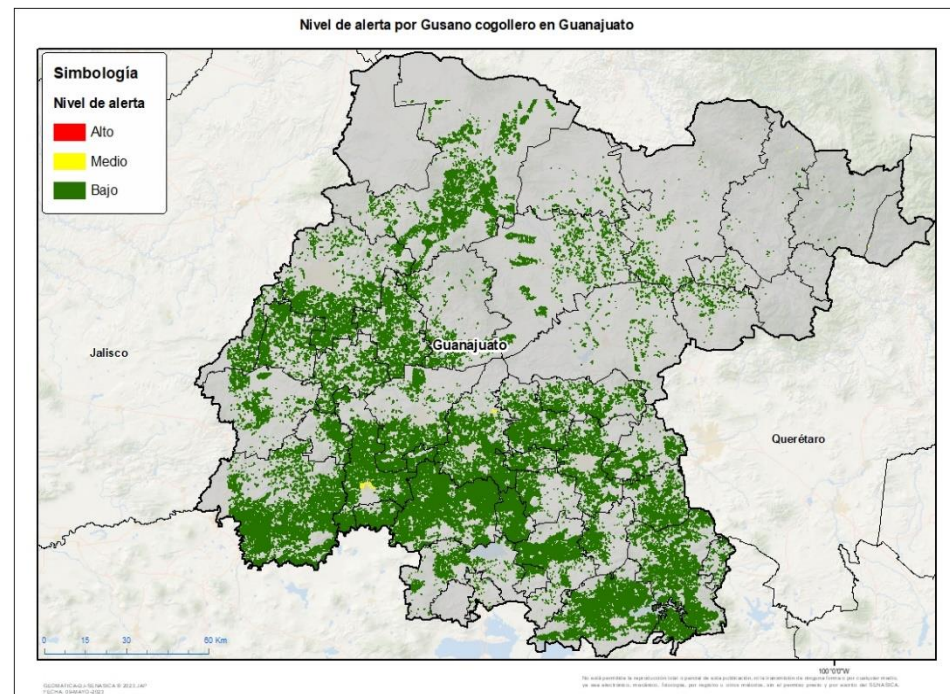 Nivel de alerta por Gusano cogollero en Guanajuato
Simbología
Nivel de alerta
Alto
Medio
Bajo
Guanajuato
Jalisco
Querétaro
0 15 30 60 Km
100°0'0"W